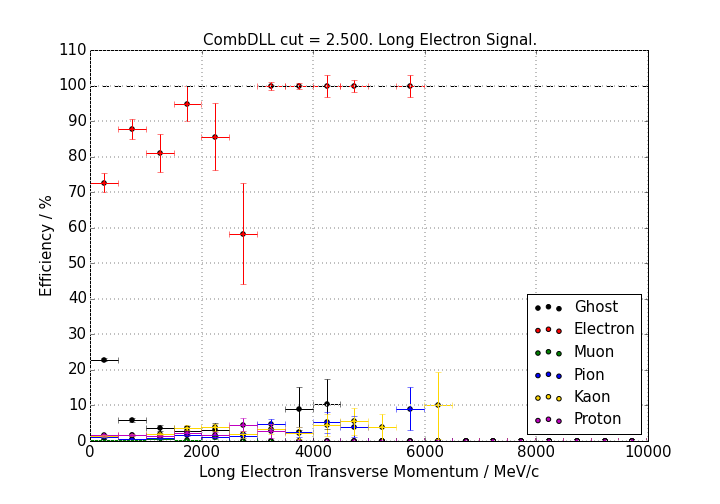 CombDLL cut = 2.500. Long Electron Signal.
110
100
90
80
70
60
50
40
30
20
10
0
Efficiency / %
Ghost
Electron
Muon
Pion
Kaon
Proton
0 2000 4000 6000 8000 10000
Long Electron Transverse Momentum / MeV/c